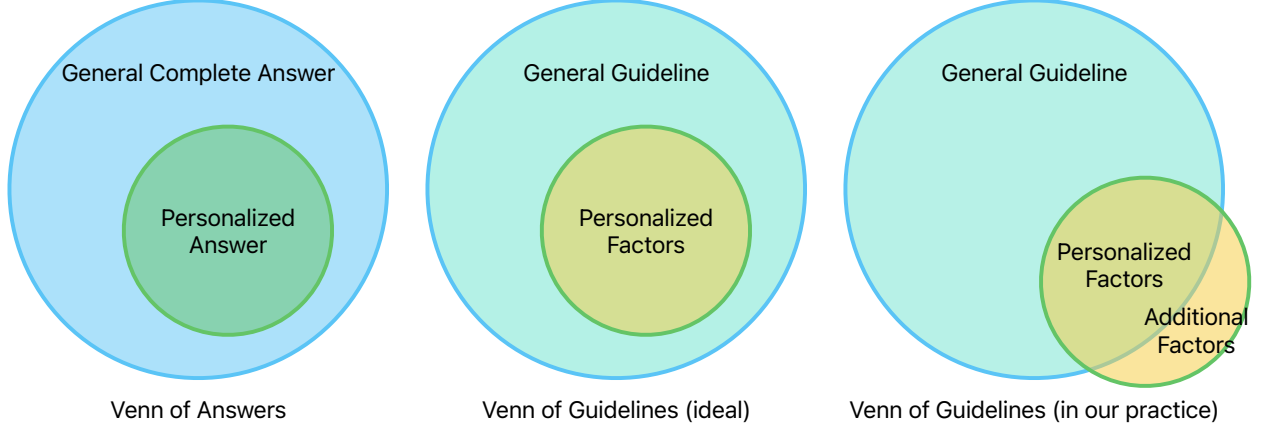 General Complete Answer
Personalized
Answer
Venn of Answers
General Guideline
Personalized
Factors
Venn of Guidelines (ideal)
General Guideline
Personalized
Factors
Additional
Factors
Venn of Guidelines (in our practice)